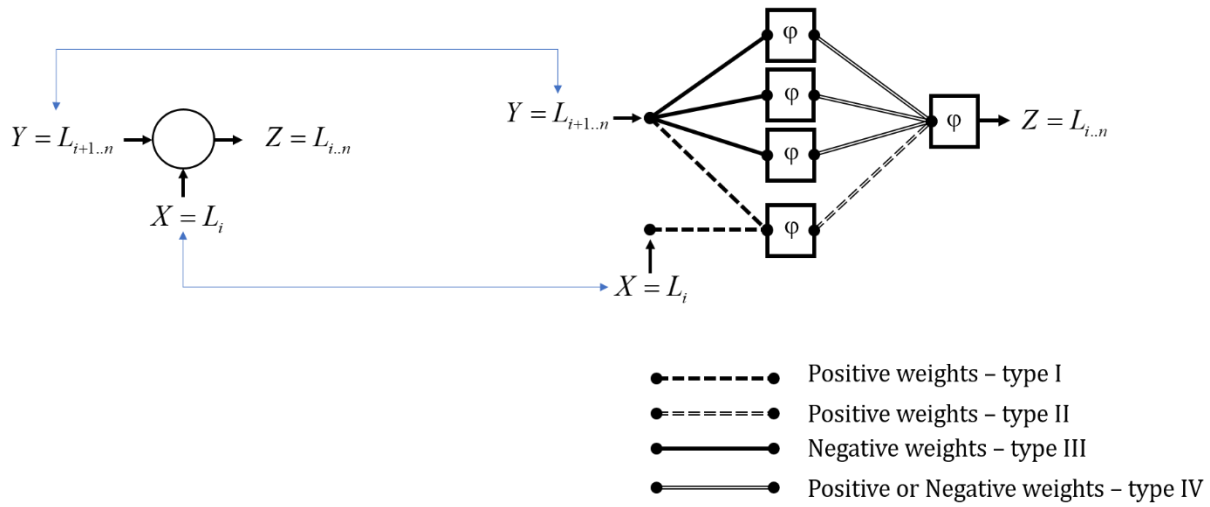 φ
φ
φ
φ
φ
Y = L_{i+1..n}
Z = L_{i..n}
X = L_i
Y = L_{i+1..n}
Z = L_{i..n}
X = L_i
Positive weights – type I
Positive weights – type II
Negative weights – type III
Positive or Negative weights – type IV